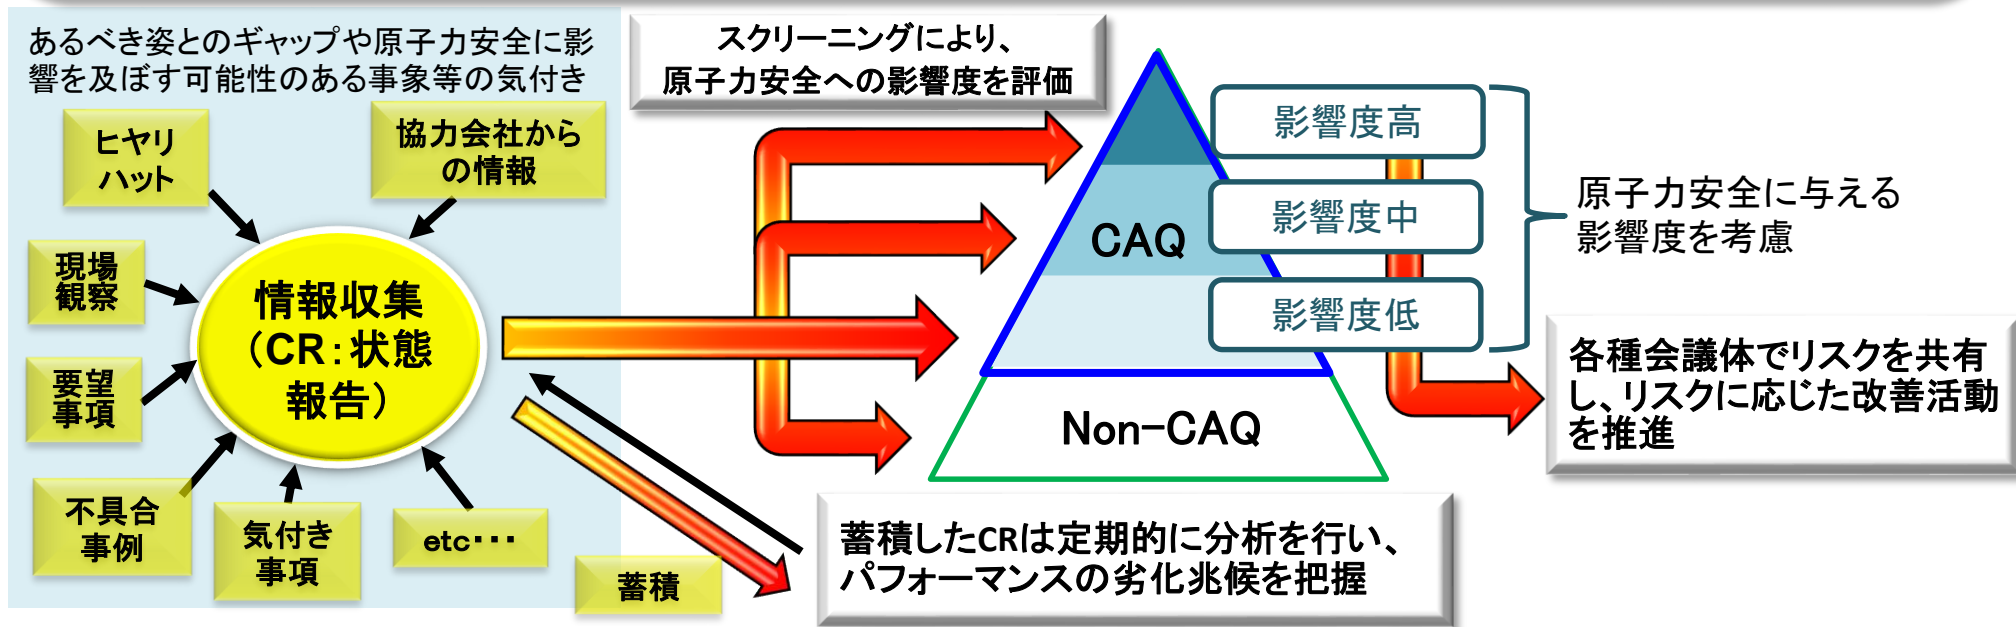 あるべき姿とのギャップや原子力安全に影
響を及ぼす可能性のある事象等の気付き
ヒヤリ
ハット
協力会社から
の情報
現場
観察
要望
事項
不具合
事例
気付き
事項
etc･･･
情報収集
（CR：状態
報告）
蓄積
スクリーニングにより、
原子力安全への影響度を評価
CAQ
Non-CAQ
影響度高
影響度中
影響度低
原子力安全に与える
影響度を考慮
各種会議体でリスクを共有
し、リスクに応じた改善活動
を推進
蓄積したCRは定期的に分析を行い、
パフォーマンスの劣化兆候を把握